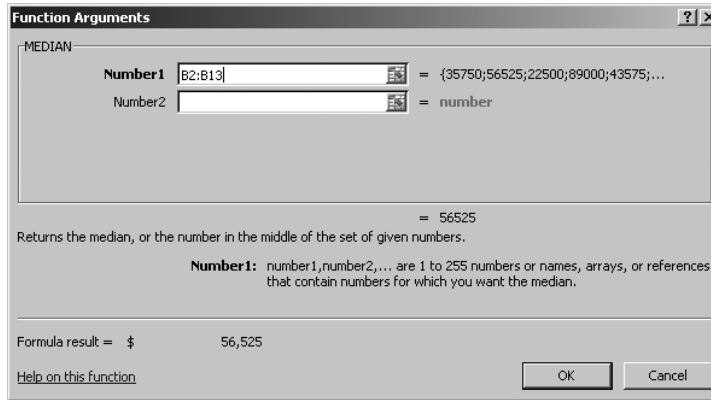 Function Arguments
MEDIAN
Number1 B2:B13 = {35750;56525;22500;89000;43575;...
Number2 = number
= 56525
Returns the median, or the number in the middle of the set of given numbers.
Number1: number1,number2,... are 1 to 255 numbers or names, arrays, or references
that contain numbers for which you want the median.
Formula result = $ 56,525
Help on this function OK Cancel